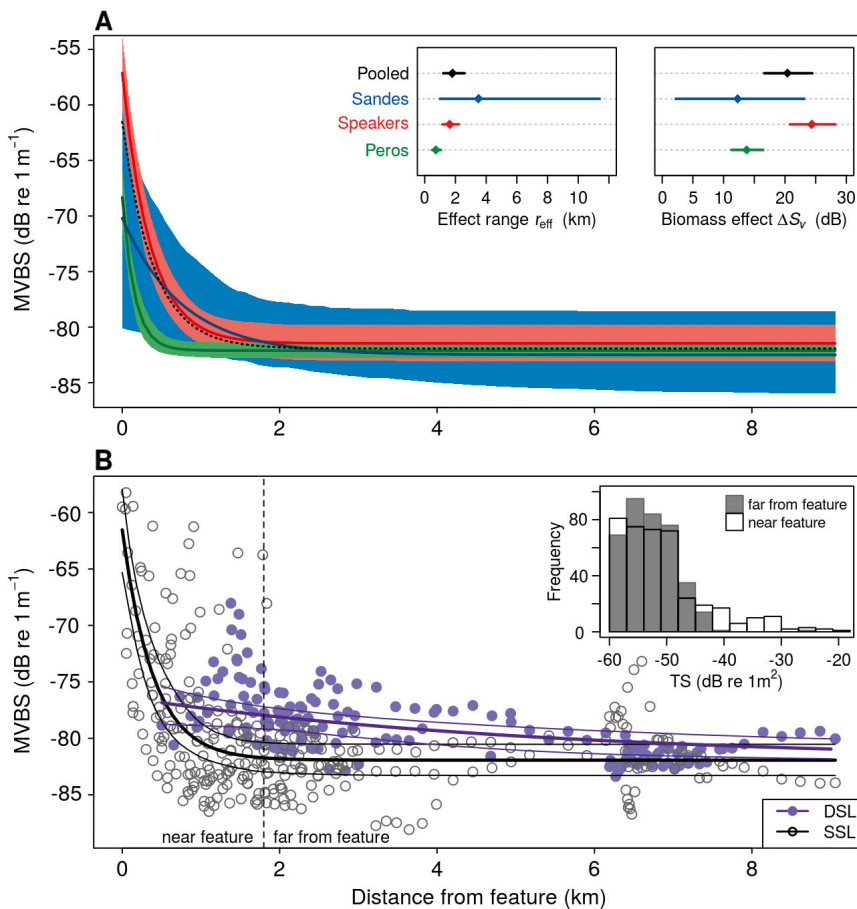 A
MVBS (dB re 1 m⁻¹)
-55
-60
-65
-70
-75
-80
-85
0 2 4 6 8
Pooled
Sandes
Speakers
Peros
0 2 4 6 8 10
Effect range r_eff (km)
0 5 10 15 20 30
Biomass effect ΔS_v (dB)
B
MVBS (dB re 1 m⁻¹)
-60
-65
-70
-75
-80
-85
near feature far from feature
0 2 4 6 8
Distance from feature (km)
Frequency
80
40
0
far from feature
near feature
-60 -50 -40 -30 -20
TS (dB re 1m²)
DSL
SSL